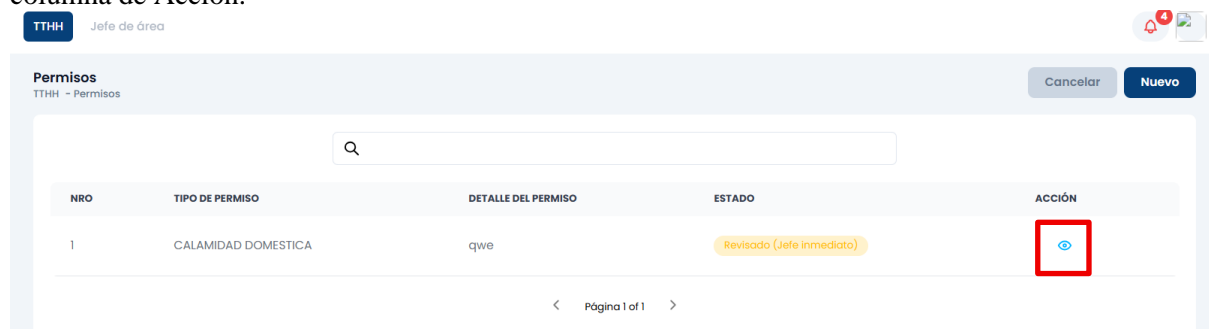 columna de Acción.
TTHH Jefe de área 4
Permisos
TTHH - Permisos
Cancelar Nuevo
NRO TIPO DE PERMISO DETALLE DEL PERMISO ESTADO ACCIÓN
1 CALAMIDAD DOMESTICA qwe Revisado (Jefe inmediato)
< Página 1 of 1 >